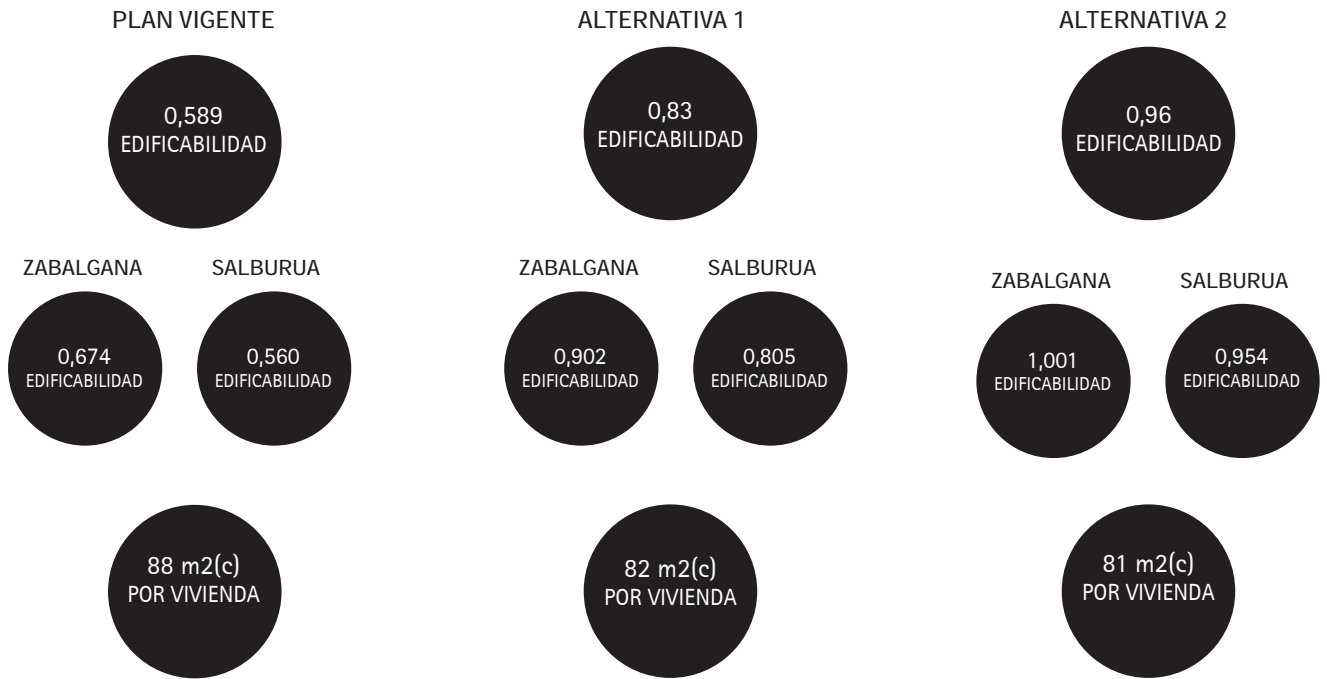 PLAN VIGENTE
0,589
EDIFICABILIDAD
ZABALGANA
0,674
EDIFICABILIDAD
SALBURUA
0,560
EDIFICABILIDAD
88 m2(c)
POR VIVIENDA
ALTERNATIVA 1
0,83
EDIFICABILIDAD
ZABALGANA
0,902
EDIFICABILIDAD
SALBURUA
0,805
EDIFICABILIDAD
82 m2(c)
POR VIVIENDA
ALTERNATIVA 2
0,96
EDIFICABILIDAD
ZABALGANA
1,001
EDIFICABILIDAD
SALBURUA
0,954
EDIFICABILIDAD
81 m2(c)
POR VIVIENDA